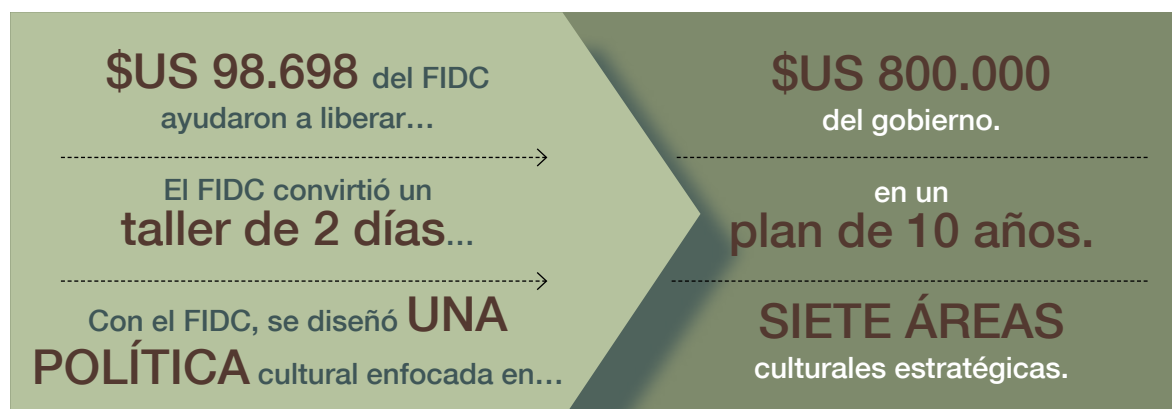 $US 98.698 del FIDC
ayudaron a liberar...
$US 800.000
del gobierno.
El FIDC convirtió un
taller de 2 días...
en un
plan de 10 años.
Con el FIDC, se diseñó UNA
POLÍTICA cultural enfocada en...
SIETE ÁREAS
culturales estratégicas.